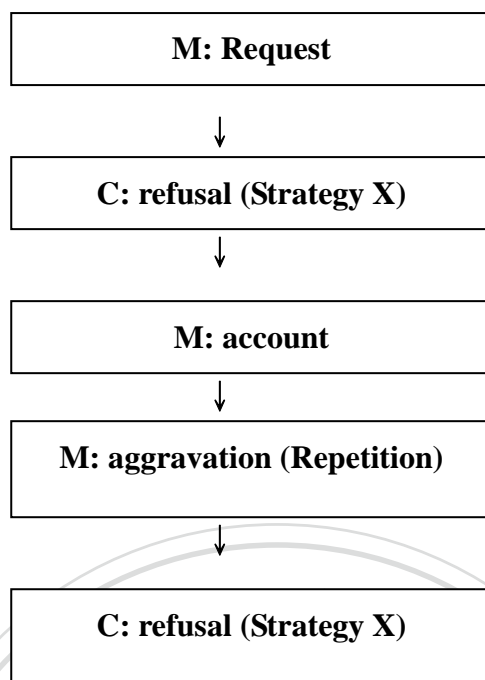 M: Request
C: refusal (Strategy X)
M: account
M: aggravation (Repetition)
C: refusal (Strategy X)